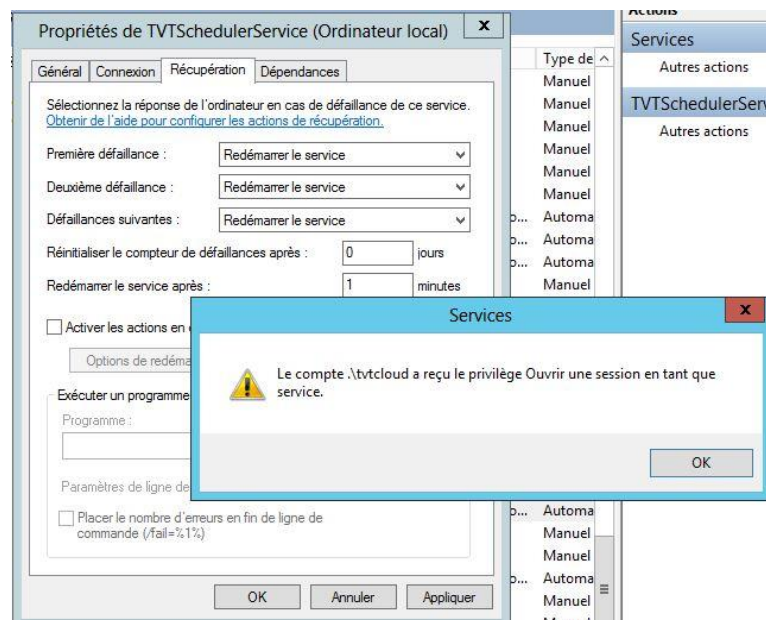 Actions
Propriétés de TVTSchedulerService (Ordinateur local)
x
Services
Autres actions
TVTSchedulerServ
Autres actions
Général
Connexion
Récupération
Dépendances
Type de
Manuel
Manuel
Manuel
Manuel
Manuel
Manuel
o... Automa
o... Automa
o... Automa
Manuel
Sélectionnez la réponse de l'ordinateur en cas de défaillance de ce service.
Obtenir de l'aide pour configurer les actions de récupération.
Première défaillance :
Redémarrer le service
Deuxième défaillance :
Redémarrer le service
Défaillances suivantes :
Redémarrer le service
Réinitialiser le compteur de défaillances après :
0
jours
Redémarrer le service après :
1
minutes
Activer les actions en
Options de redéma
Exécuter un programme
Programme :
Paramètres de ligne de
Placer le nombre d'erreurs en fin de ligne de
commande (/fail=%1%)
OK
Annuler
Appliquer
Services
x
Le compte .\tvtcloud a reçu le privilège Ouvrir une session en tant que
service.
OK
o... Automa
Manuel
Manuel
o... Automa
Manuel